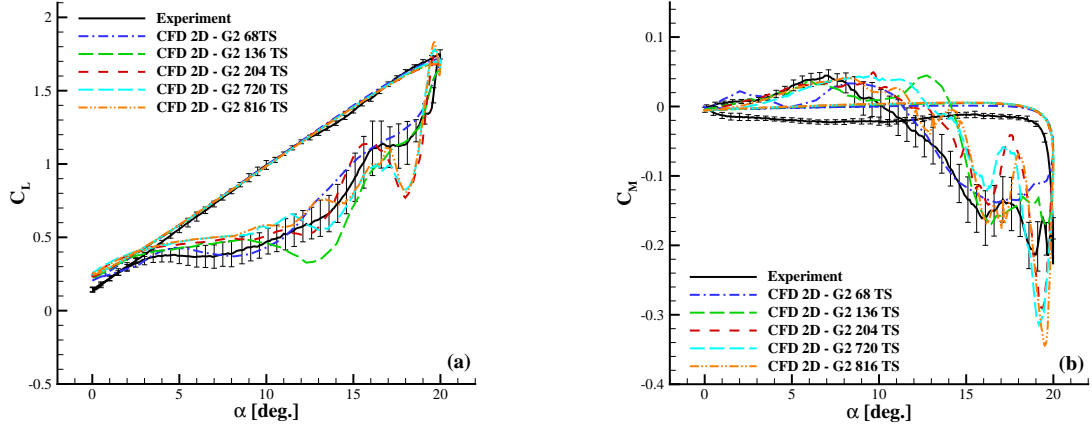 2
1.5
1
0.5
0
-0.5
C_L
Experiment
CFD 2D - G2 68TS
CFD 2D - G2 136 TS
CFD 2D - G2 204 TS
CFD 2D - G2 720 TS
CFD 2D - G2 816 TS
(a)
0 5 10 15 20
α [deg.]
0.1
0
-0.1
-0.2
-0.3
-0.4
C_M
Experiment
CFD 2D - G2 68 TS
CFD 2D - G2 136 TS
CFD 2D - G2 204 TS
CFD 2D - G2 720 TS
CFD 2D - G2 816 TS
(b)
0 5 10 15 20
α [deg.]